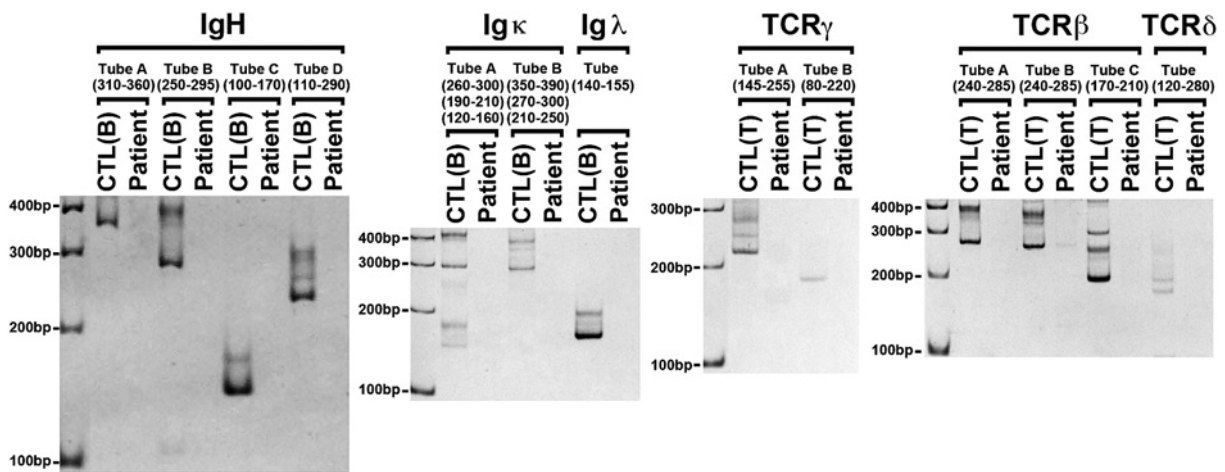 IgH
Tube A Tube B Tube C Tube D
(310-360) (250-295) (100-170) (110-290)
CTL(B) Patient CTL(B) Patient CTL(B) Patient CTL(B) Patient
400bp
300bp
200bp
100bp
Igκ Igλ
Tube A Tube B Tube
(260-300) (350-390) (140-155)
(190-210) (270-300)
(120-160) (210-250)
CTL(B) Patient CTL(B) Patient CTL(B) Patient
400bp
300bp
200bp
100bp
TCRγ
Tube A Tube B
(145-255) (80-220)
CTL(T) Patient CTL(T) Patient
300bp
200bp
100bp
TCRβ TCRδ
Tube A Tube B Tube C Tube
(240-285) (240-285) (170-210) (120-280)
CTL(T) Patient CTL(T) Patient CTL(T) Patient CTL(T) Patient
400bp
300bp
200bp
100bp